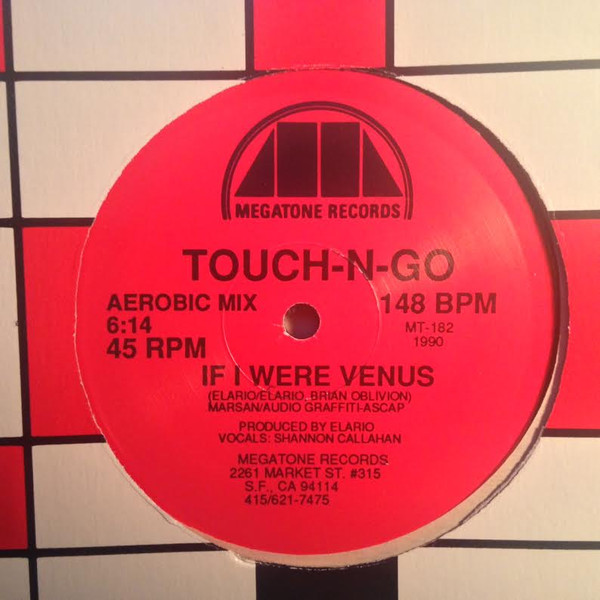 MEGATONE RECORDS
TOUCH-N-GO
AEROBIC MIX
6:14
45 RPM
148 BPM
MT-182
1990
IF I WERE VENUS
(ELARIO/ELARIO, BRIAN OBLIVION)
MARSAN/AUDIO GRAFFITI-ASCAP
PRODUCED BY ELARIO
VOCALS: SHANNON CALLAHAN
MEGATONE RECORDS
2261 MARKET ST. #315
S.F., CA 94114
415/621-7475